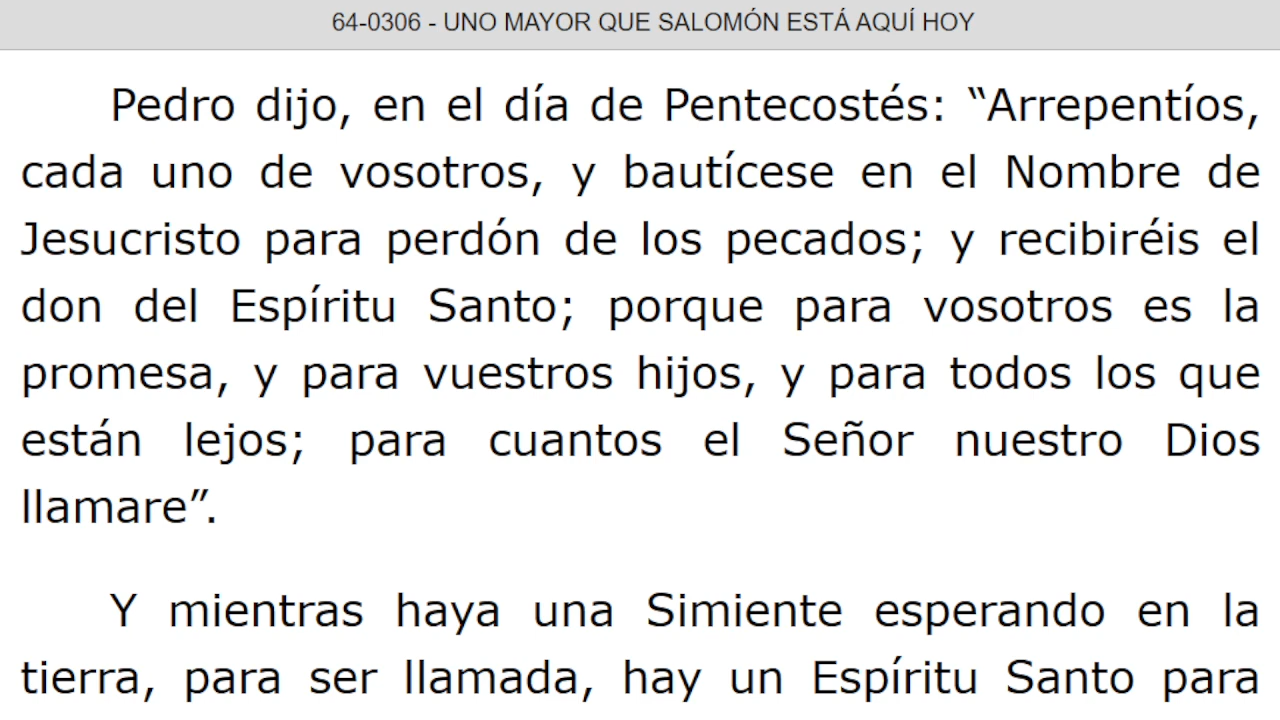 64-0306 - UNO MAYOR QUE SALOMÓN ESTÁ AQUÍ HOY
Pedro dijo, en el día de Pentecostés: “Arrepentíos,
cada uno de vosotros, y bautícese en el Nombre de
Jesucristo para perdón de los pecados; y recibiréis el
don del Espíritu Santo; porque para vosotros es la
promesa, y para vuestros hijos, y para todos los que
están lejos; para cuantos el Señor nuestro Dios
llamare”.
Y mientras haya una Simiente esperando en la
tierra, para ser llamada, hay un Espíritu Santo para